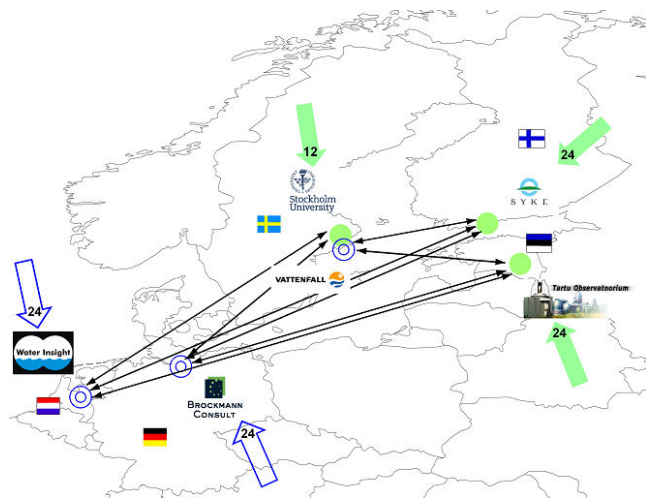 12
24
Stockholm
University
SYKE
VATTENFALL
Tartu Observatoorium
24
Water Insight
24
BROCKMANN
CONSULT
24